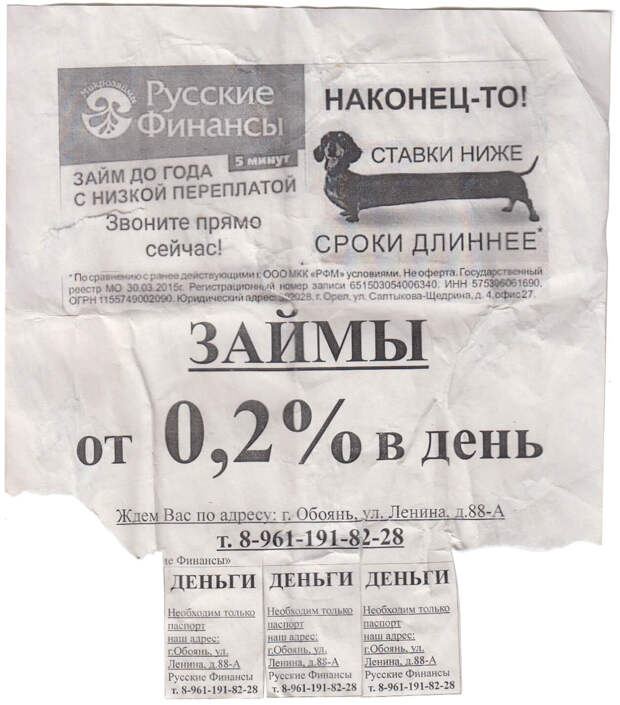 Микрозаймы
Русские
Финансы
5 минут
ЗАЙМ ДО ГОДА
С НИЗКОЙ ПЕРЕПЛАТОЙ
Звоните прямо
сейчас!
НАКОНЕЦ-ТО!
СТАВКИ НИЖЕ
СРОКИ ДЛИННЕЕ*
*По сравнению с ранее действующими с ООО МКК «РФМ» условиями. Не оферта. Государственный
реестр МО 30.03.2015г. Регистрационный номер записи 651503054006340. ИНН 575306061690,
ОГРН 1155749002090. Юридический адрес: г. Орел, ул. Салтыкова-Щедрина, д. 4, офис 27.
ЗАЙМЫ
от 0,2% в день
Ждем Вас по адресу: г. Обоянь, ул. Ленина, д.88-А
т. 8-961-191-82-28
ие Финансы»
ДЕНЬГИ
Необходим только
паспорт
наш адрес:
г.Обоянь, ул.
Ленина, д.88-А
Русские Финансы
т. 8-961-191-82-28
ДЕНЬГИ
Необходим только
паспорт
наш адрес:
г.Обоянь, ул.
Ленина, д.88-А
Русские Финансы
т. 8-961-191-82-28
ДЕНЬГИ
Необходим только
паспорт
наш адрес:
г.Обоянь, ул.
Ленина, д.88-А
Русские Финансы
т. 8-961-191-82-28